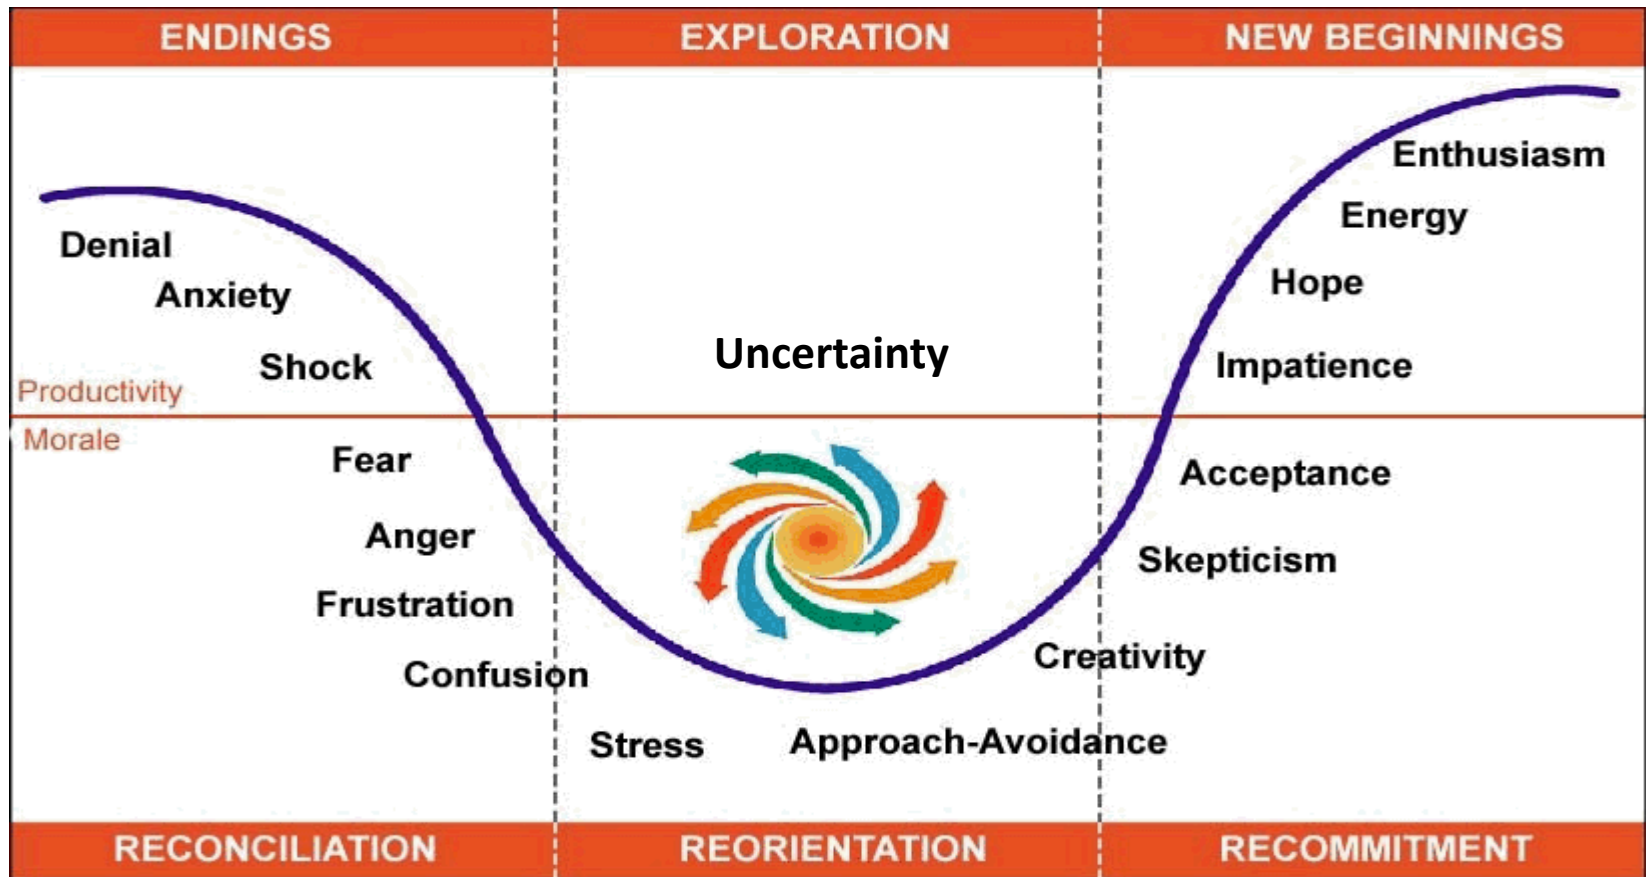 ENDINGS
EXPLORATION
NEW BEGINNINGS
Denial
Anxiety
Shock
Productivity
Morale
Fear
Anger
Frustration
Confusion
Stress
Uncertainty
Approach-Avoidance
Creativity
Skepticism
Acceptance
Impatience
Hope
Energy
Enthusiasm
RECONCILIATION
REORIENTATION
RECOMMITMENT